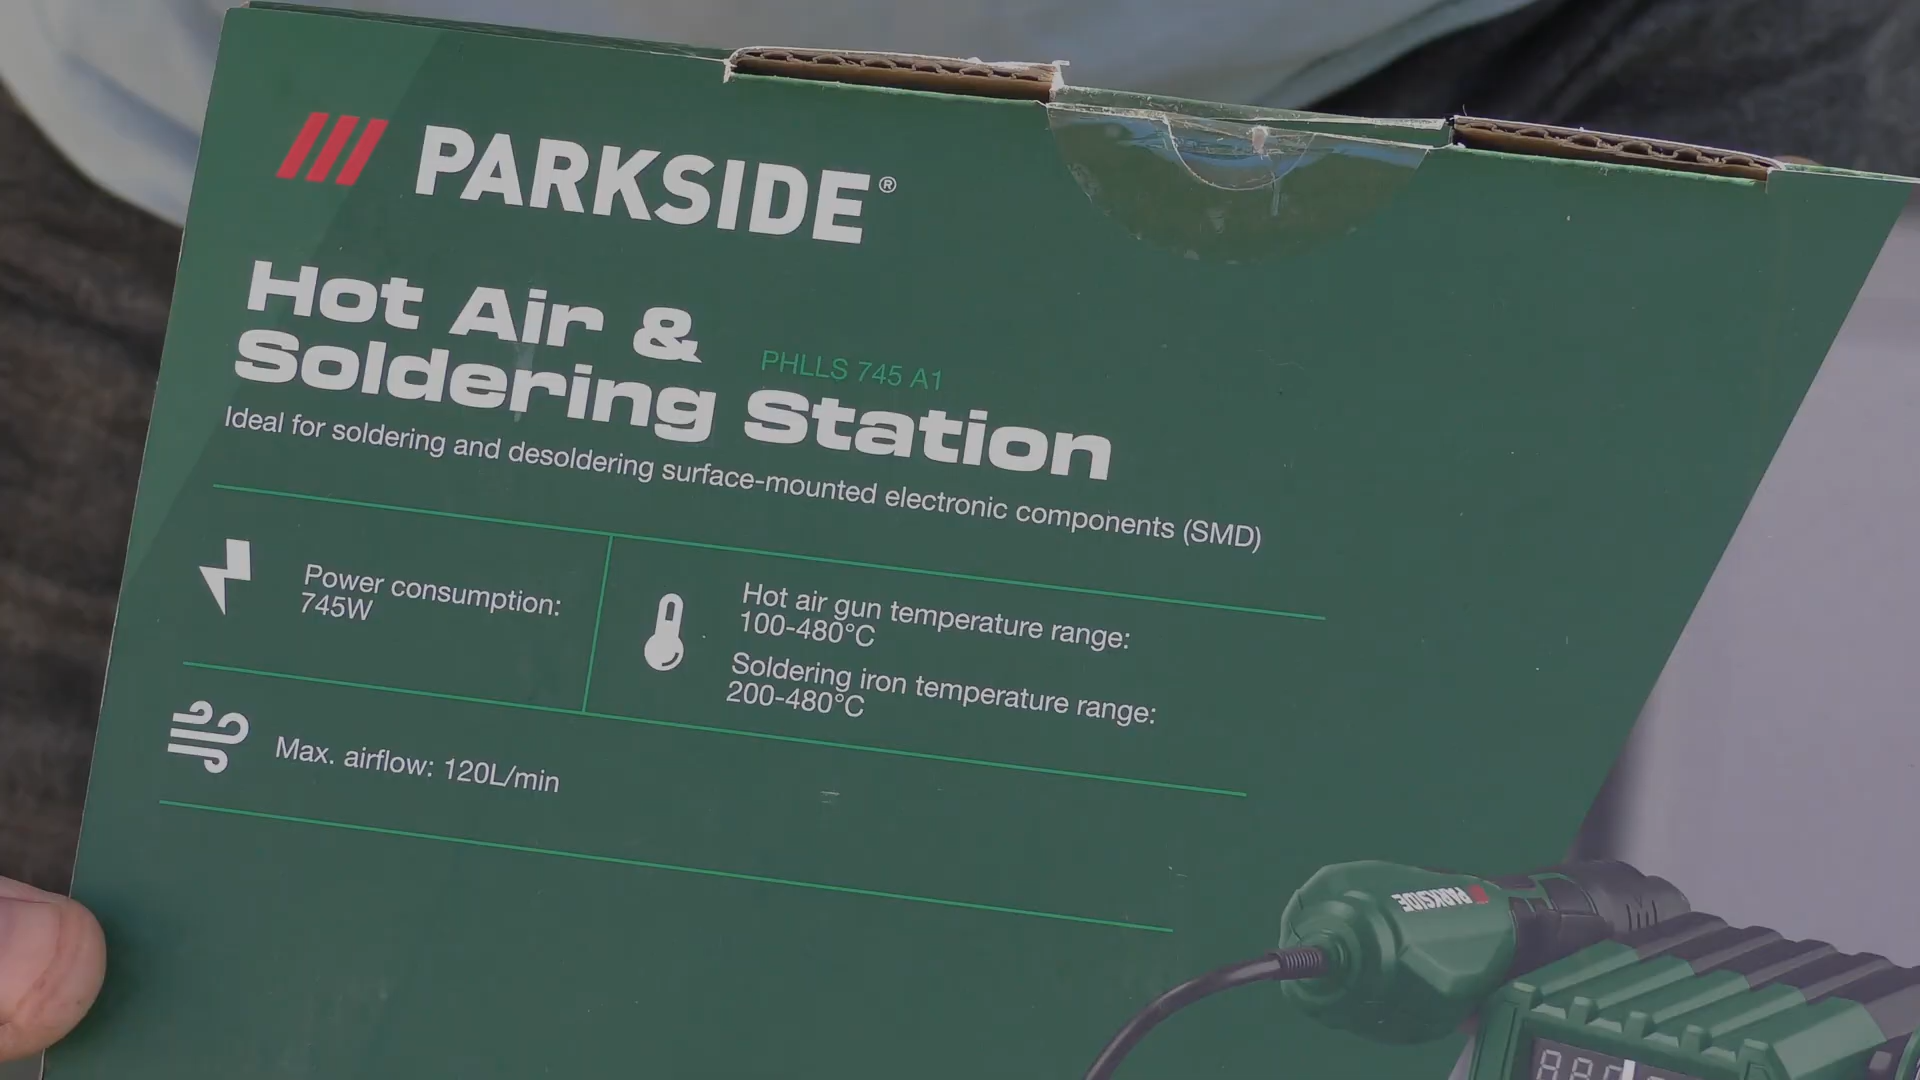 PARKSIDE®
Hot Air &
Soldering Station
PHLLS 745 A1
Ideal for soldering and desoldering surface-mounted electronic components (SMD)
Power consumption:
745W
Hot air gun temperature range:
100-480°C
Soldering iron temperature range:
200-480°C
Max. airflow: 120L/min
PARKSIDE